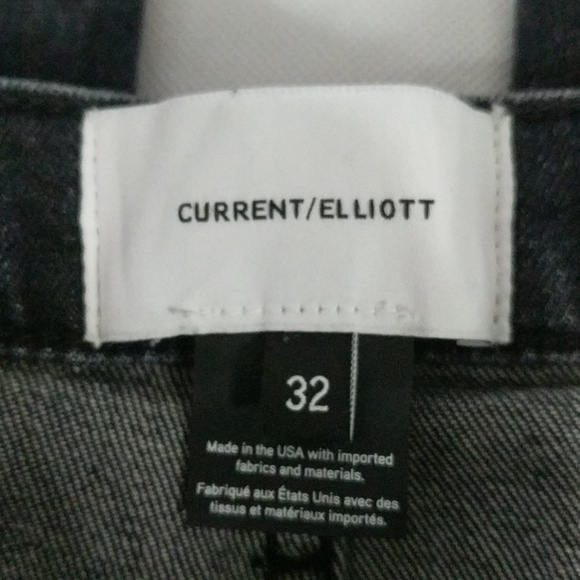 CURRENT/ELLIOTT
32
Made in the USA with imported
fabrics and materials.
Fabriqué aux États Unis avec des
tissus et matériaux importés.